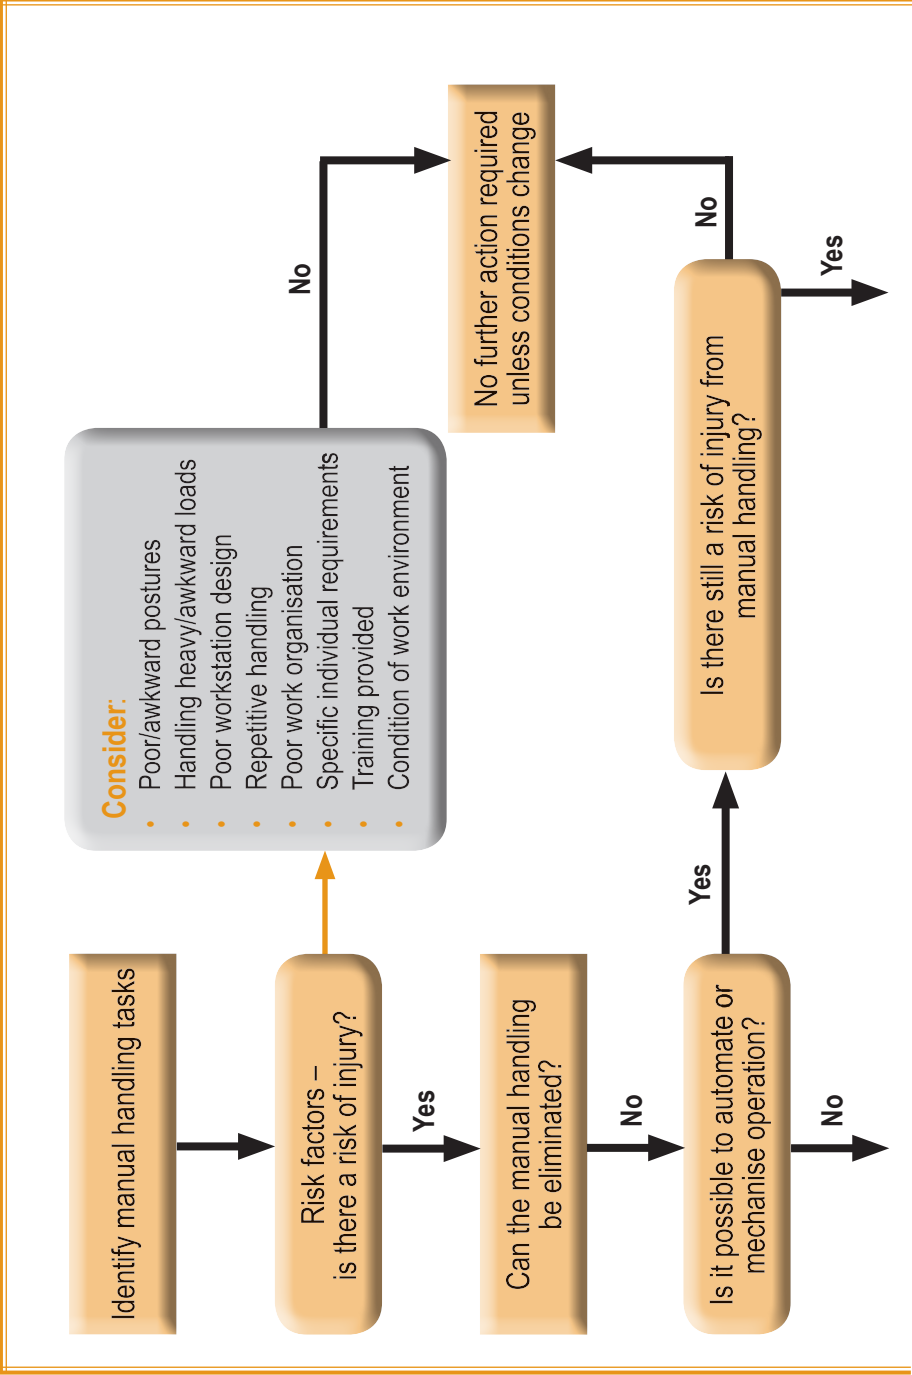 Identify manual handling tasks
Risk factors –
is there a risk of injury?
Consider:
• Poor/awkward postures
• Handling heavy/awkward loads
• Poor workstation design
• Repetitive handling
• Poor work organisation
• Specific individual requirements
• Training provided
• Condition of work environment
No
No further action required
unless conditions change
Yes
Can the manual handling
be eliminated?
No
Is it possible to automate or
mechanise operation?
Yes
Is there still a risk of injury from
manual handling?
No
Yes
No